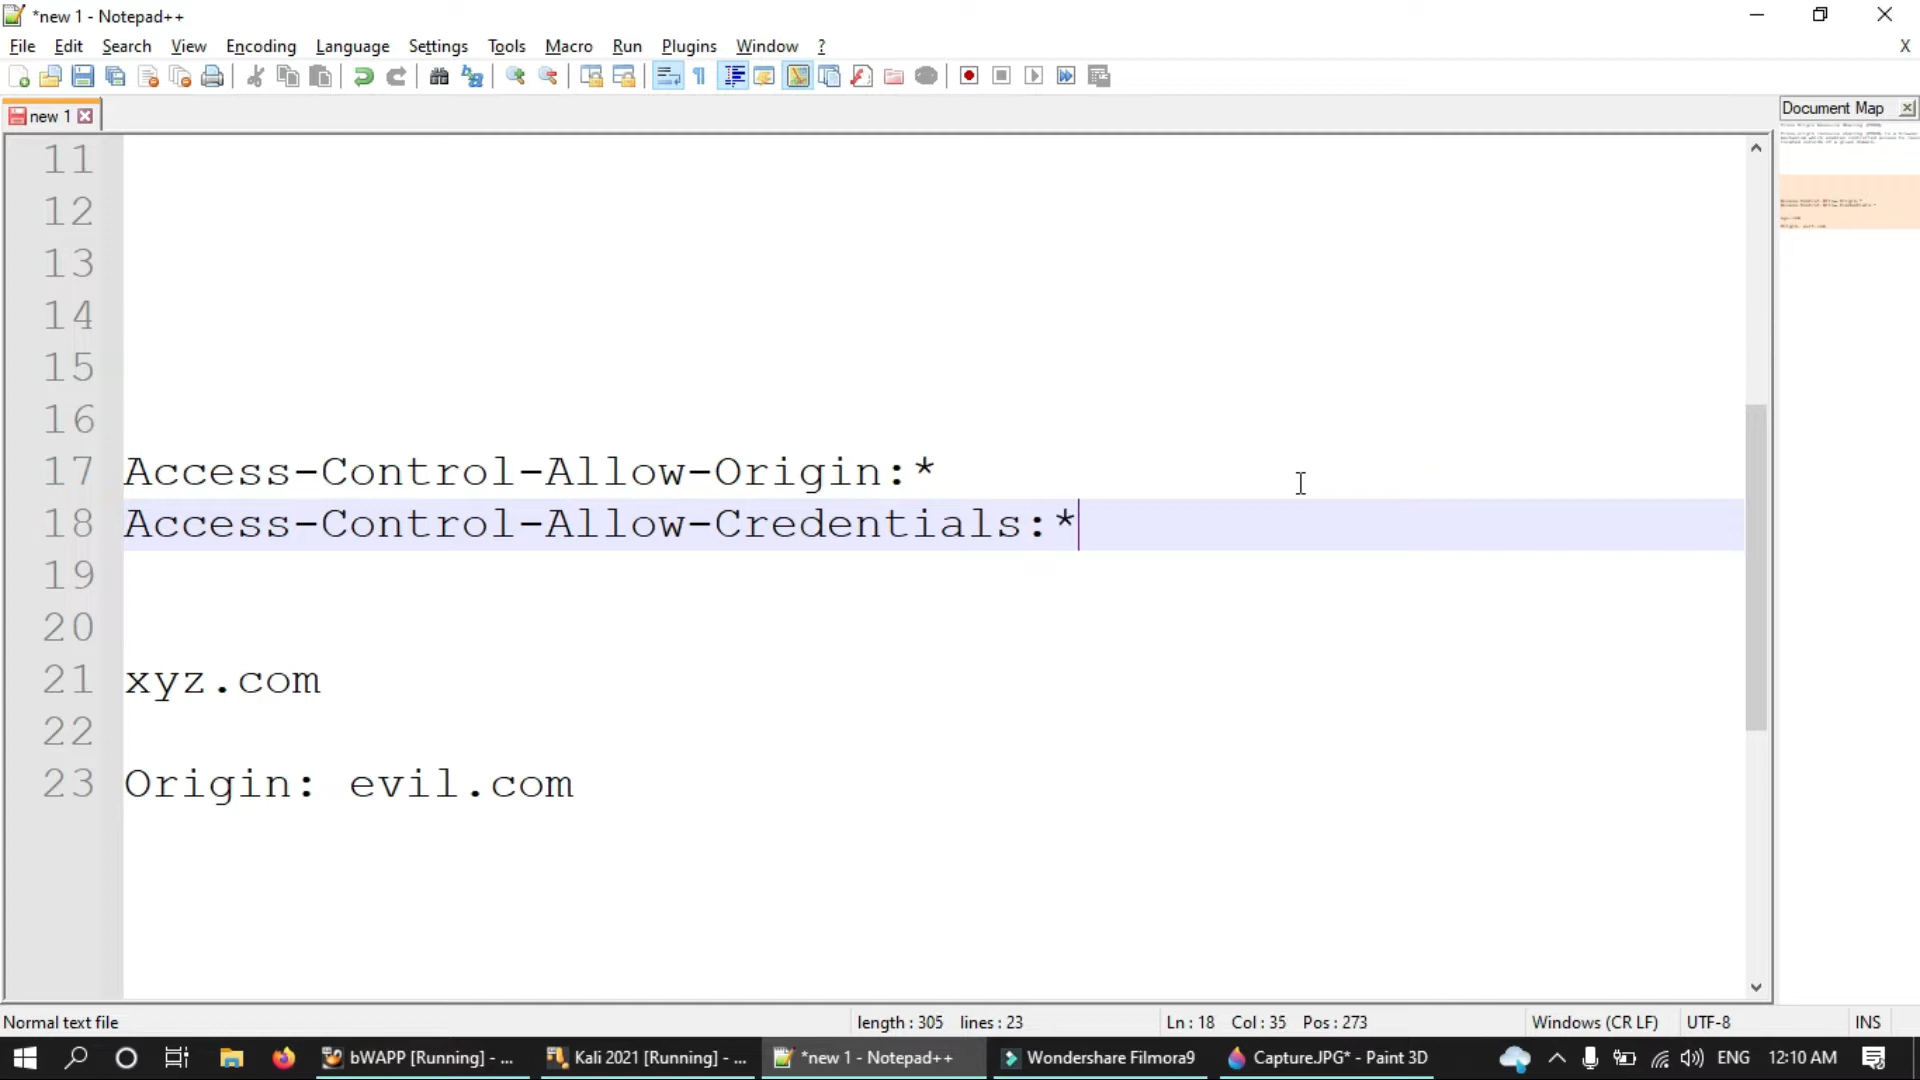 *new 1 - Notepad++
File Edit Search View Encoding Language Settings Tools Macro Run Plugins Window ? X
new 1
Document Map
11
12
13
14
15
16
17 Access-Control-Allow-Origin:*
18 Access-Control-Allow-Credentials:*
19
20
21 xyz.com
22
23 Origin: evil.com
Normal text file length : 305 lines : 23 Ln : 18 Col : 35 Pos : 273 Windows (CR LF) UTF-8 INS
bWAPP [Running] - ... Kali 2021 [Running] - ... *new 1 - Notepad++ Wondershare Filmora9 CaptureJPG* - Paint 3D ENG 12:10 AM